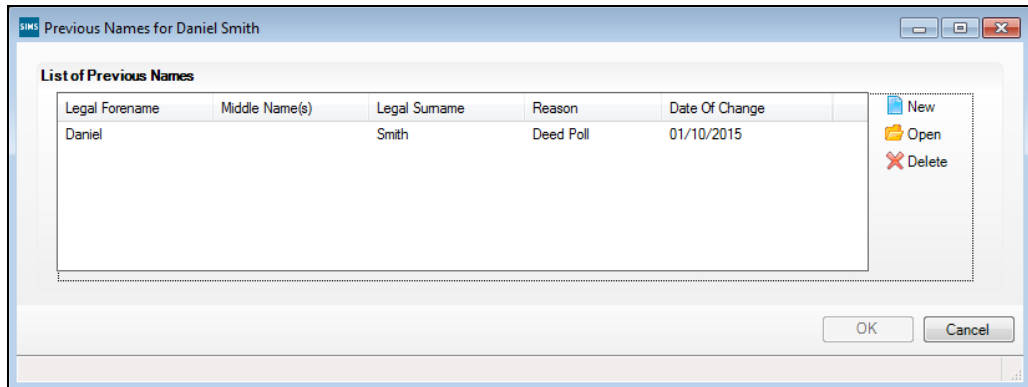 SIMS Previous Names for Daniel Smith
List of Previous Names
Legal Forename Middle Name(s) Legal Surname Reason Date Of Change
Daniel Smith Deed Poll 01/10/2015
New
Open
Delete
OK Cancel